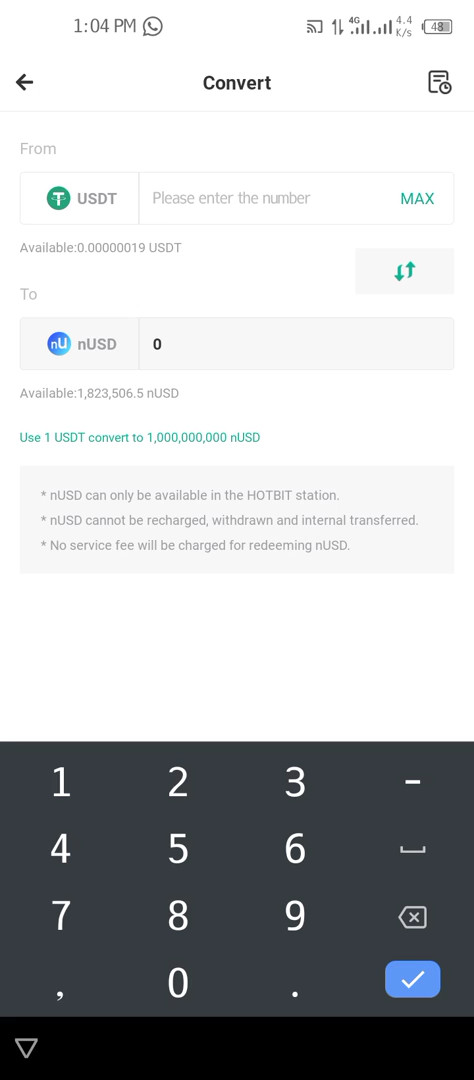 1:04 PM 4G 4.4 K/s 48
Convert
From
USDT Please enter the number MAX
Available:0.00000019 USDT
To
nU nUSD 0
Available:1,823,506.5 nUSD
Use 1 USDT convert to 1,000,000,000 nUSD
* nUSD can only be available in the HOTBIT station.
* nUSD cannot be recharged, withdrawn and internal transferred.
* No service fee will be charged for redeeming nUSD.
1 2 3 -
4 5 6
7 8 9
, 0 .